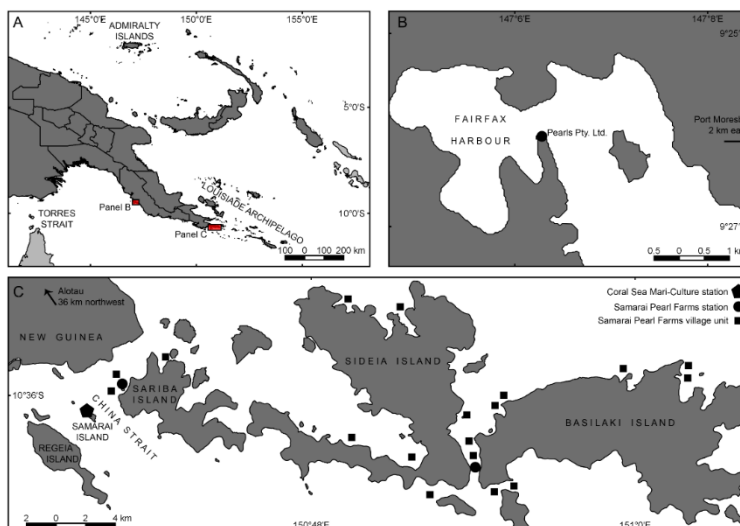 A
ADMIRALTY
ISLANDS
145°0'E
150°0'E
155°0'E
5°0'S
10°0'S
LOUISIADE ARCHIPELAGO
Panel B
Panel C
TORRES
STRAIT
100 0 100 200 km
B
147°6'E
147°8'E
9°25'
FAIRFAX
HARBOUR
Pearls Pty. Ltd.
2 km ea
9°27'
0.5 0 0.5 1 km
C
Alotau
36 km northwest
NEW GUINEA
Coral Sea Mari-Culture station
Samarai Pearl Farms station
Samarai Pearl Farms village unit
SIDEIA ISLAND
10°36'S
SARIBA
ISLAND
CHINA STRAIT
SAMARAI
ISLAND
BASILAKI ISLAND
REGEIA
ISLAND
2 0 2 4 km
150°48'E
151°0'E